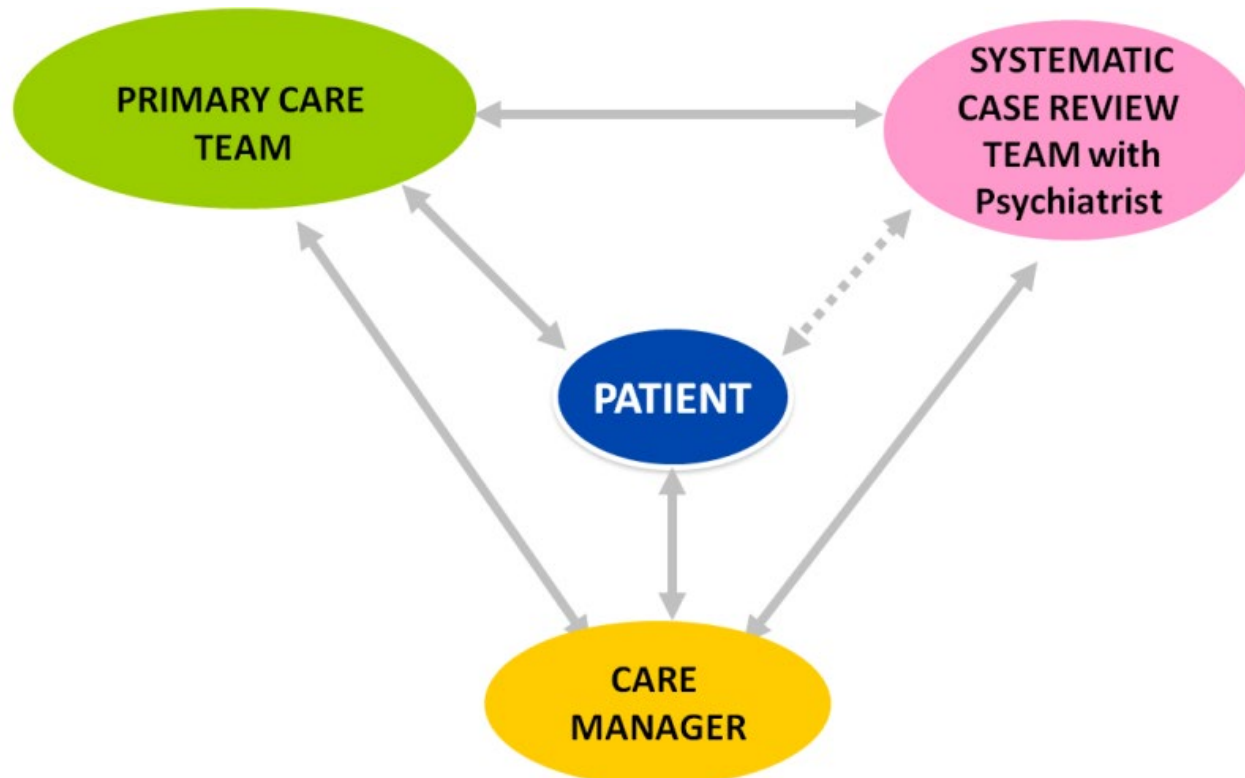 PRIMARY CARE
TEAM
SYSTEMATIC
CASE REVIEW
TEAM with
Psychiatrist
PATIENT
CARE
MANAGER